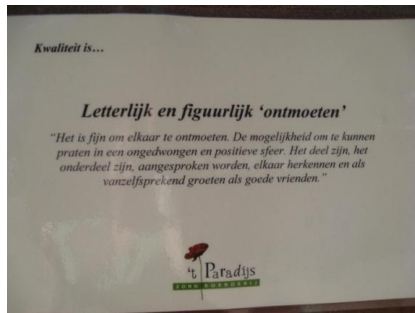 Kwaliteit is…
Letterlijk en figuurlijk ‘ontmoeten’
“Het is fijn om elkaar te ontmoeten. De mogelijkheid om te kunnen
praten in een ongedwongen en positieve sfeer. Het deel zijn, het
onderdeel zijn, aangesproken worden, elkaar herkennen en als
vanzelfsprekend groeten als goede vrienden.”
't Paradijs
ZORG BOERDERIJ